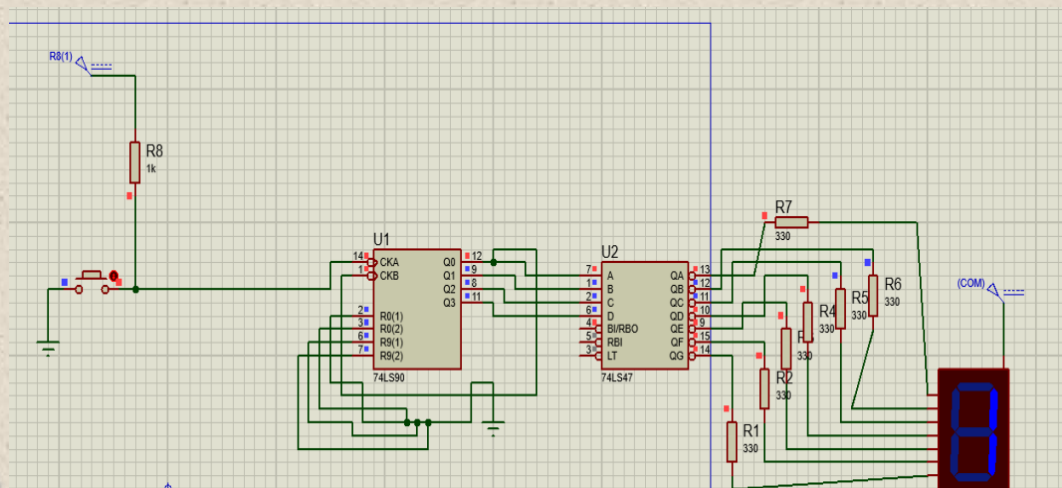 R8(1)
R8
1k
U1
14 CKA Q0 12
1 CKB Q1 9
Q2 8
Q3 11
2 R0(1)
3 R0(2)
6 R9(1)
7 R9(2)
74LS90
U2
7 A QA 13
1 B QB 12
2 C QC 11
6 D QD 10
4 BI/RBO QE 9
5 RBI QF 15
3 LT QG 14
74LS47
R7
330
R6
330
R5
330
R4
330
330
R2
330
R1
330
(COM)